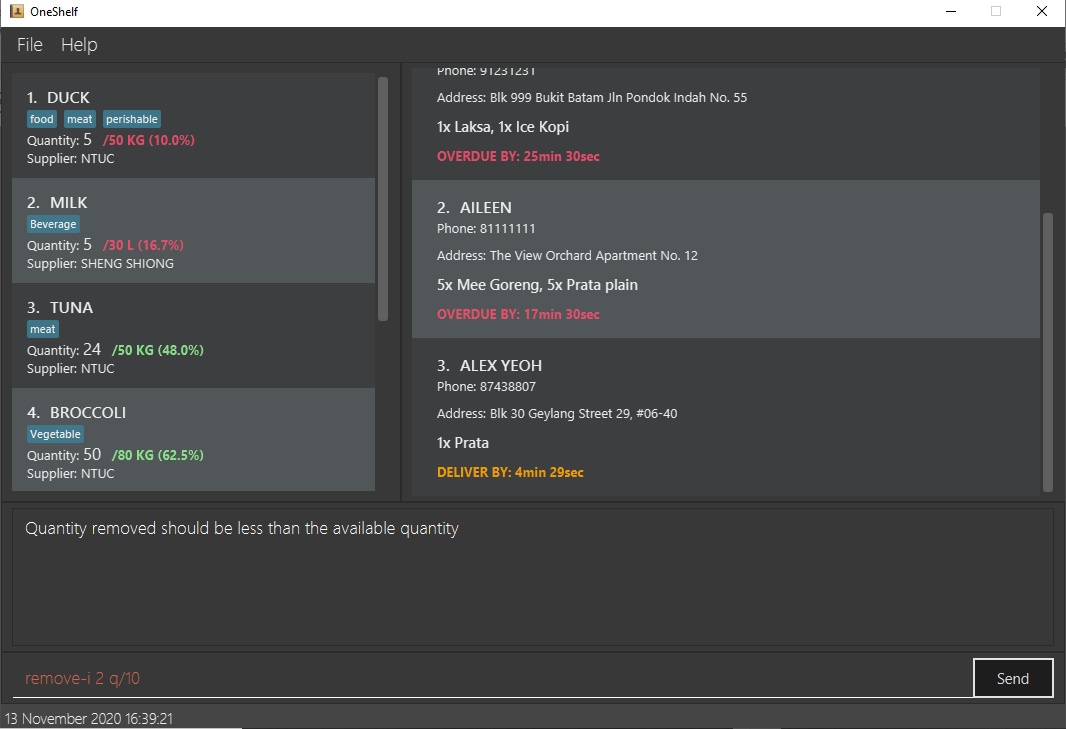 OneShelf
File Help
1. DUCK
food meat perishable
Quantity: 5 /50 KG (10.0%)
Supplier: NTUC
2. MILK
Beverage
Quantity: 5 /30 L (16.7%)
Supplier: SHENG SHIONG
3. TUNA
meat
Quantity: 24 /50 KG (48.0%)
Supplier: NTUC
4. BROCCOLI
Vegetable
Quantity: 50 /80 KG (62.5%)
Supplier: NTUC
Phone: 91231231
Address: Blk 999 Bukit Batam Jln Pondok Indah No. 55
1x Laksa, 1x Ice Kopi
OVERDUE BY: 25min 30sec
2. AILEEN
Phone: 81111111
Address: The View Orchard Apartment No. 12
5x Mee Goreng, 5x Prata plain
OVERDUE BY: 17min 30sec
3. ALEX YEOH
Phone: 87438807
Address: Blk 30 Geylang Street 29, #06-40
1x Prata
DELIVER BY: 4min 29sec
Quantity removed should be less than the available quantity
remove-i 2 q/10
Send
13 November 2020 16:39:21